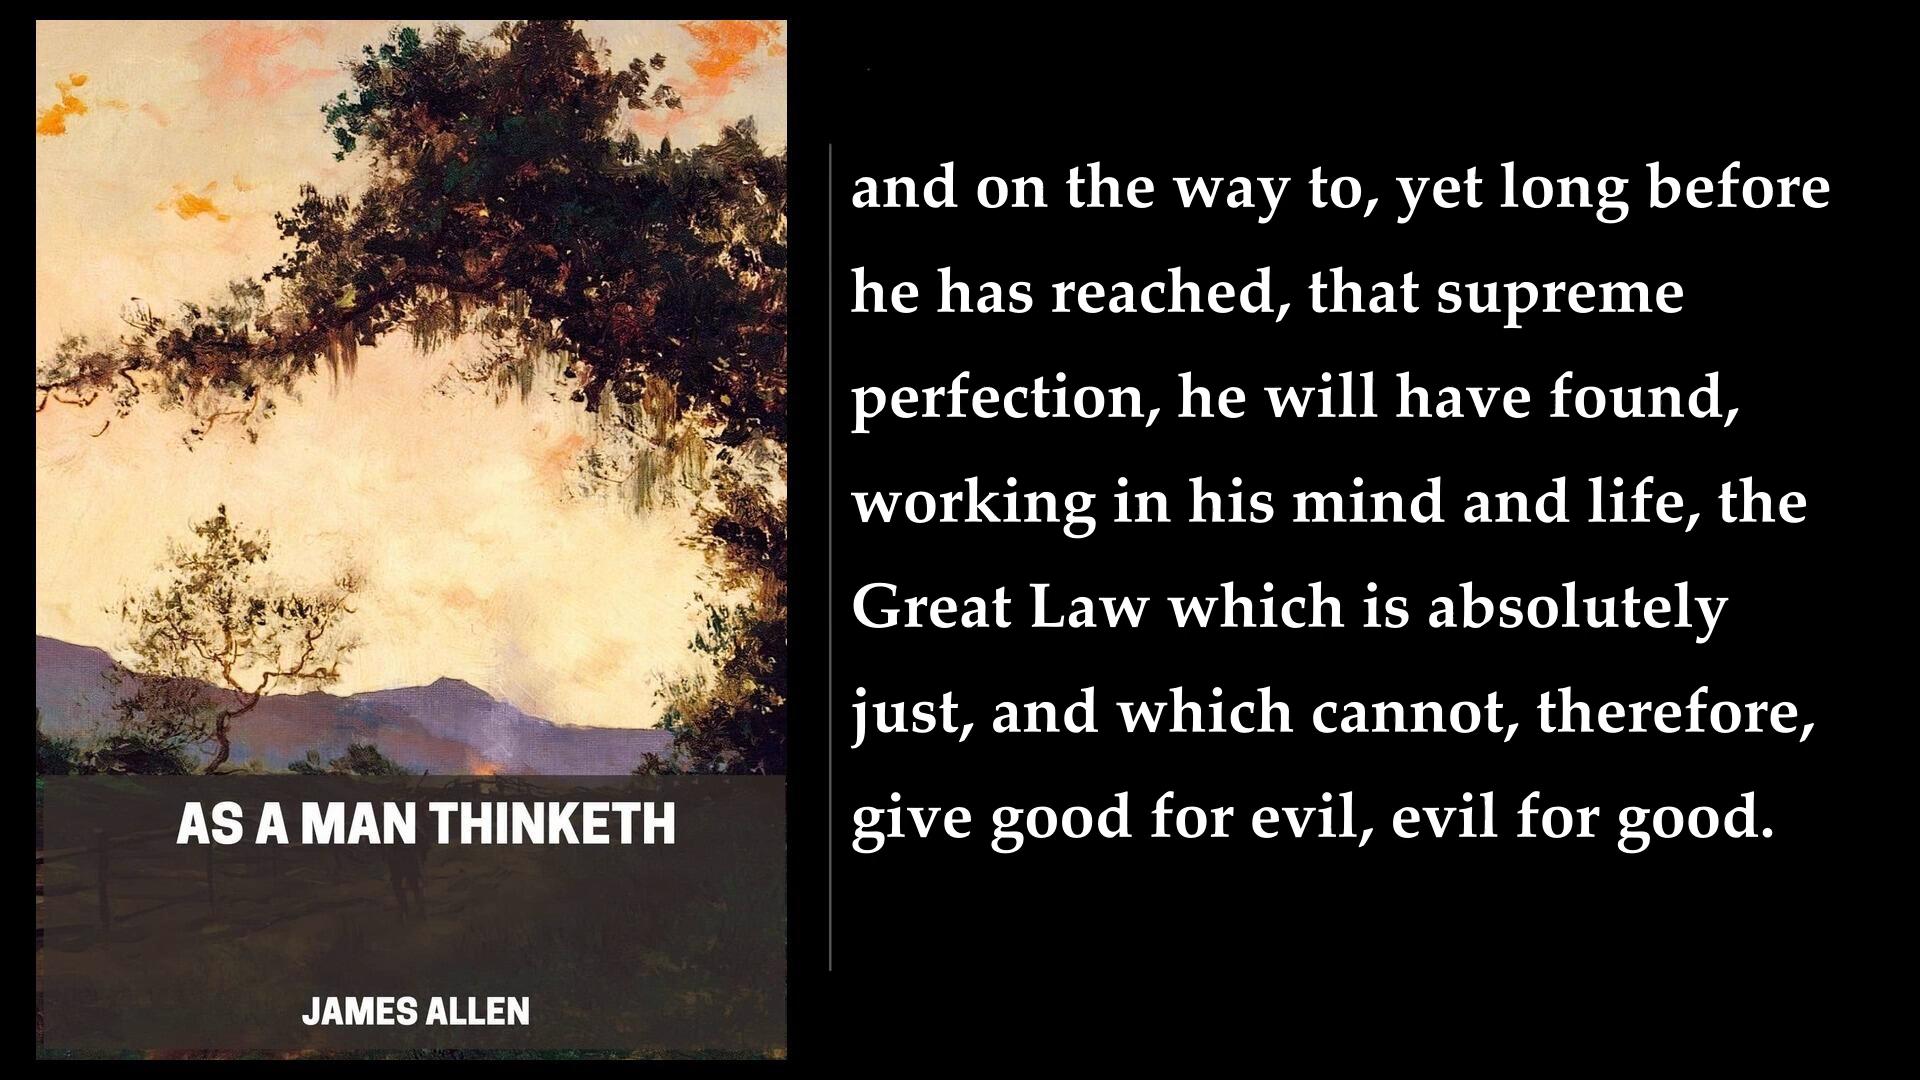 AS A MAN THINKETH
JAMES ALLEN
and on the way to, yet long before
he has reached, that supreme
perfection, he will have found,
working in his mind and life, the
Great Law which is absolutely
just, and which cannot, therefore,
give good for evil, evil for good.